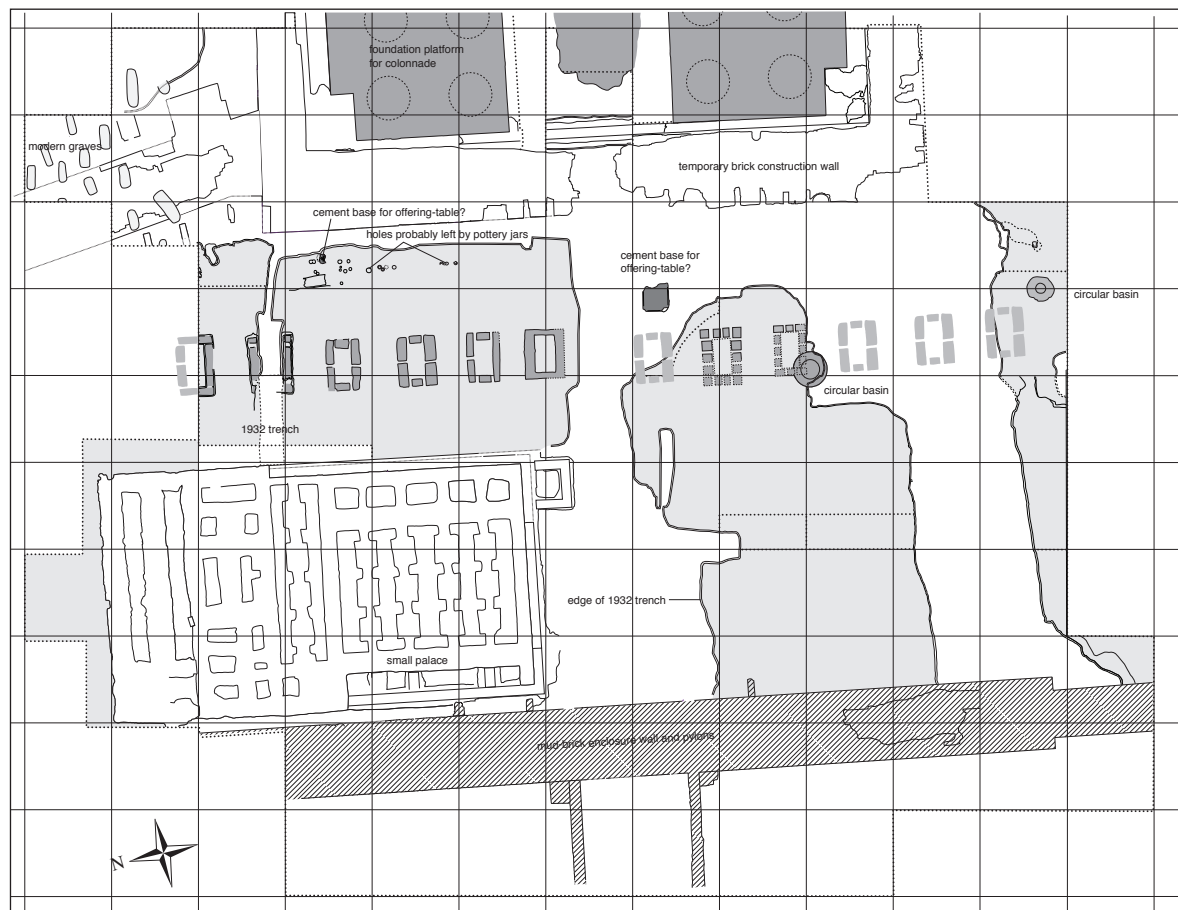 foundation platform
for colonnade
modern graves
temporary brick construction wall
cement base for offering-table?
holes probably left by pottery jars
cement base for
offering-table?
circular basin
circular basin
1932 trench
edge of 1932 trench
small palace
mud-brick enclosure wall and pylons
N